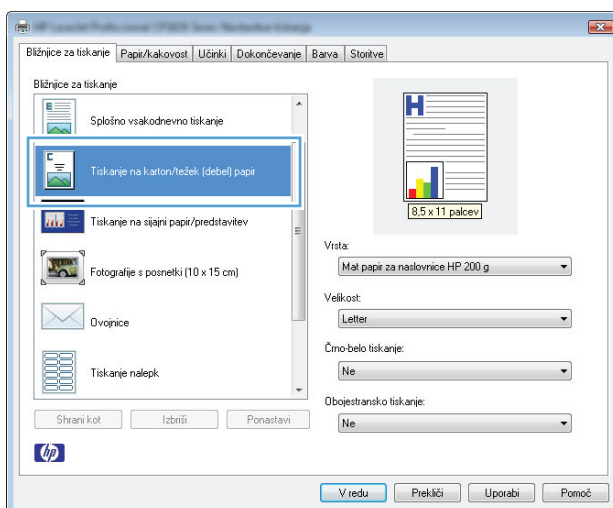 Bližnjice za tiskanje Papir/kakovost Učinki Dokončevanje Barva Storitve
Bližnjice za tiskanje
Splošno vsakodnevno tiskanje
Tiskanje na karton/težek (debel) papir
Tiskanje na sijajni papir/predstavitev
Fotografije s posnetki (10 x 15 cm)
Ovojnice
Tiskanje nalepk
Shrani kot Izbriši Ponastavi
8,5 x 11 palcev
Vrsta:
Mat papir za naslovnice HP 200 g
Velikost:
Letter
Črno-belo tiskanje:
Ne
Obojestransko tiskanje:
Ne
hp
V redu Prekliči Uporabi Pomoč